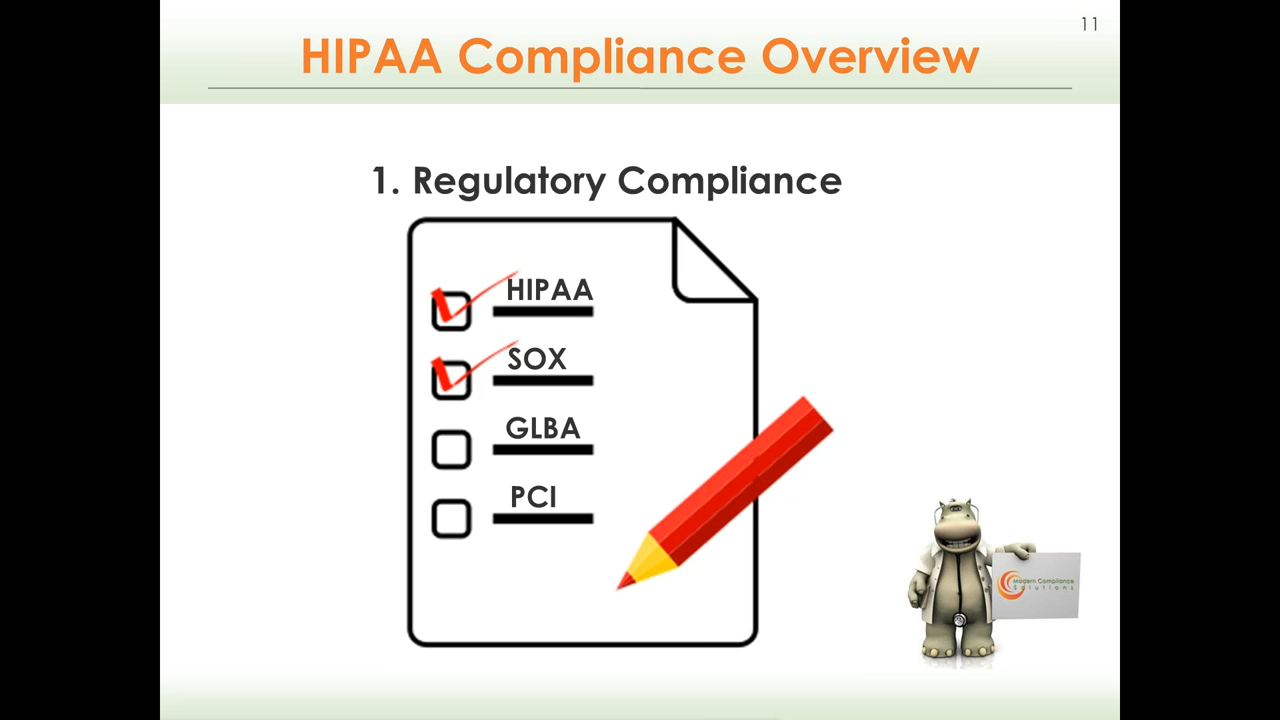 11
HIPAA Compliance Overview
1. Regulatory Compliance
HIPAA
SOX
GLBA
PCI
Modern Compliance
Solutions